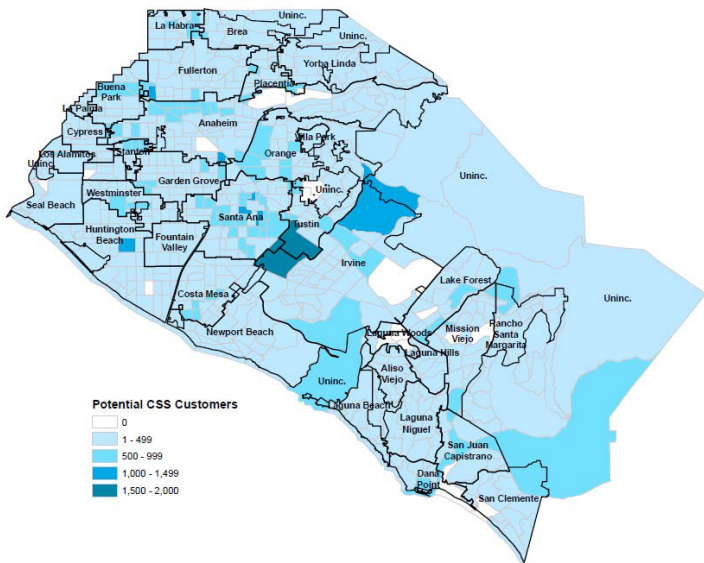 Uninc.
La Habra
Brea
Uninc.
Yorba Linda
Fullerton
Placentia
Buena
Park
La Palma
Anaheim
Cypress
Villa Park
Orange
Stanton
Los Alamitos
Uninc.
Garden Grove
Uninc.
Uninc.
Westminster
Seal Beach
Santa Ana
Tustin
Huntington
Beach
Fountain
Valley
Irvine
Lake Forest
Uninc.
Costa Mesa
Mission
Viejo
Rancho
Santa
Margarita
Newport Beach
Laguna Woods
Laguna Hills
Aliso
Viejo
Uninc.
Laguna Beach
Laguna
Niguel
San Juan
Capistrano
Dana
Point
San Clemente
Potential CSS Customers
0
1 - 499
500 - 999
1,000 - 1,499
1,500 - 2,000